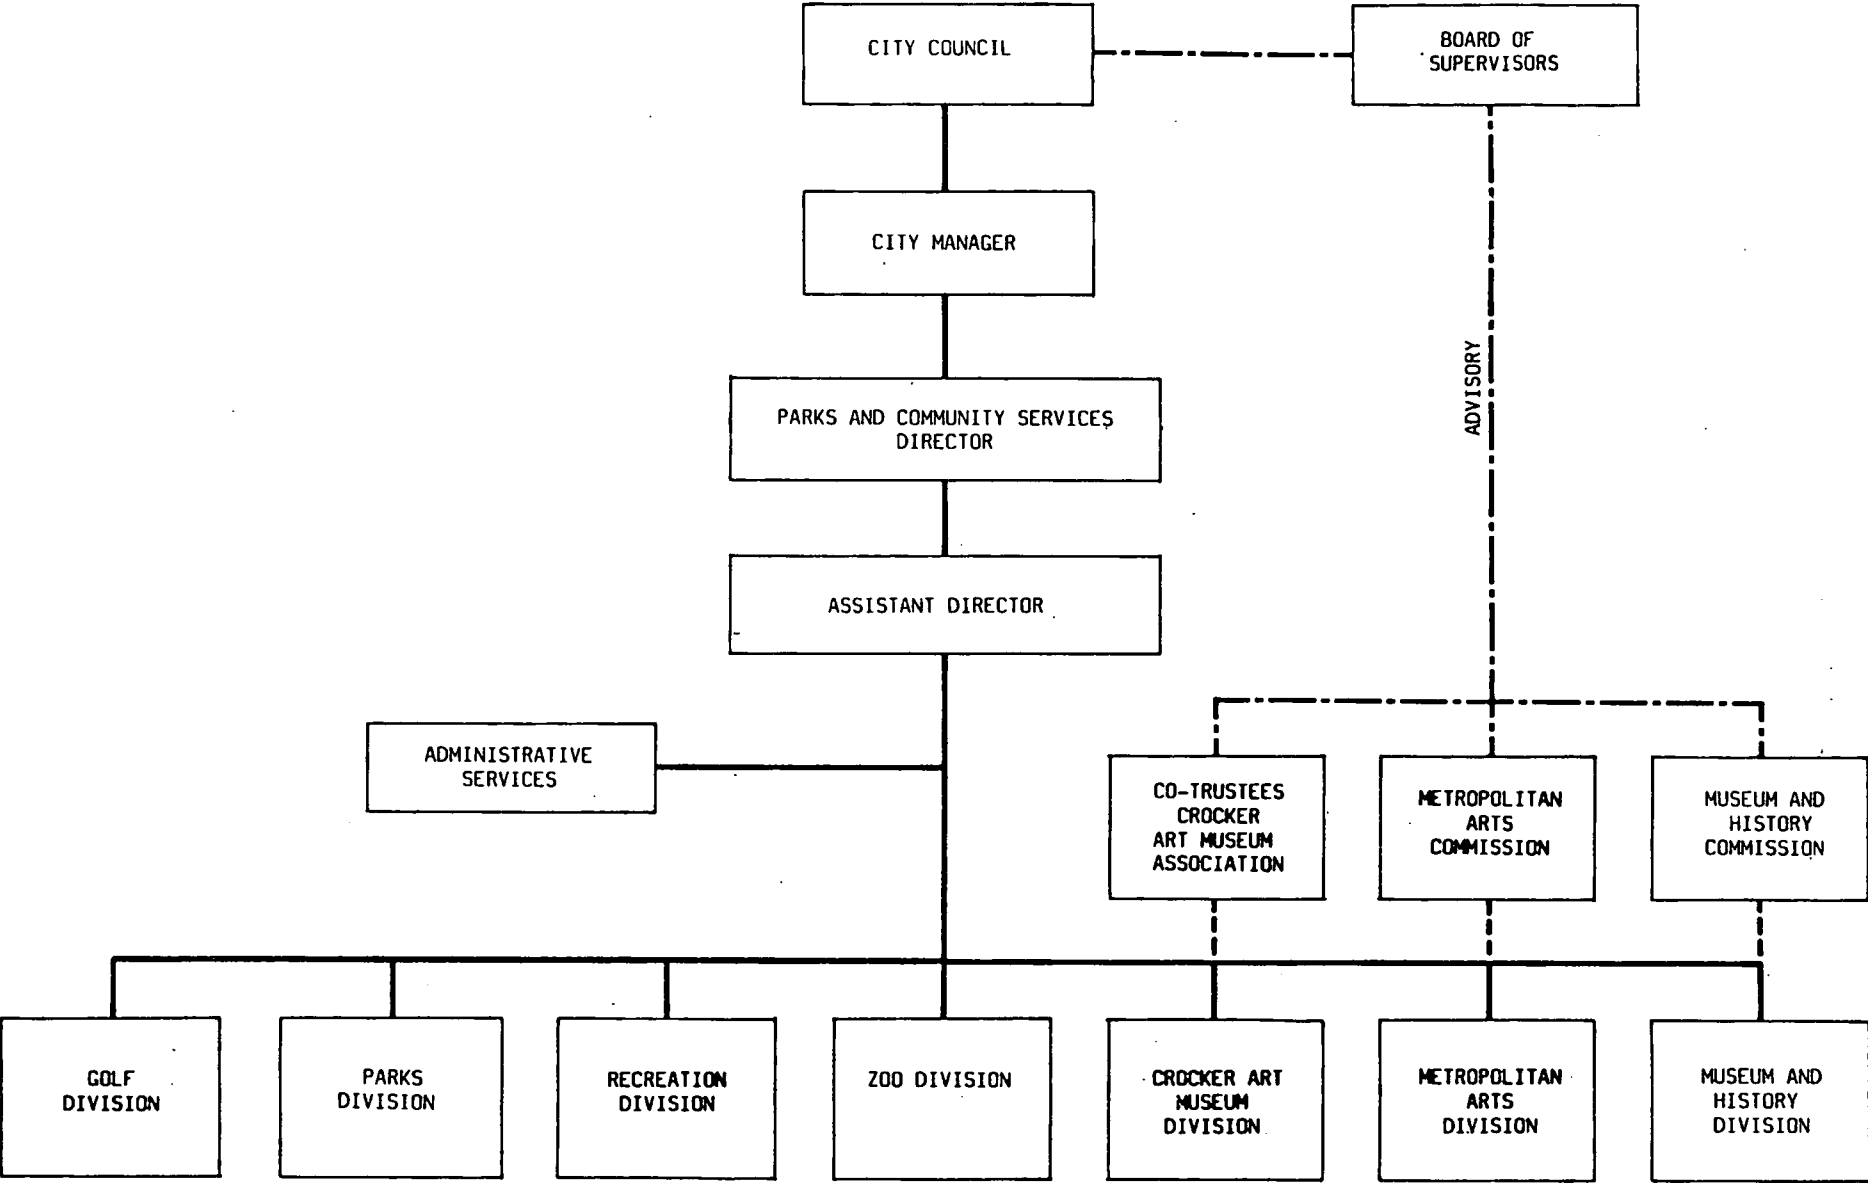 CITY COUNCIL
BOARD OF
SUPERVISORS
CITY MANAGER
PARKS AND COMMUNITY SERVICES
DIRECTOR
ADVISORY
ASSISTANT DIRECTOR
ADMINISTRATIVE
SERVICES
CO-TRUSTEES
CROCKER
ART MUSEUM
ASSOCIATION
METROPOLITAN
ARTS
COMMISSION
MUSEUM AND
HISTORY
COMMISSION
GOLF
DIVISION
PARKS
DIVISION
RECREATION
DIVISION
ZOO DIVISION
CROCKER ART
MUSEUM
DIVISION
METROPOLITAN
ARTS
DIVISION
MUSEUM AND
HISTORY
DIVISION